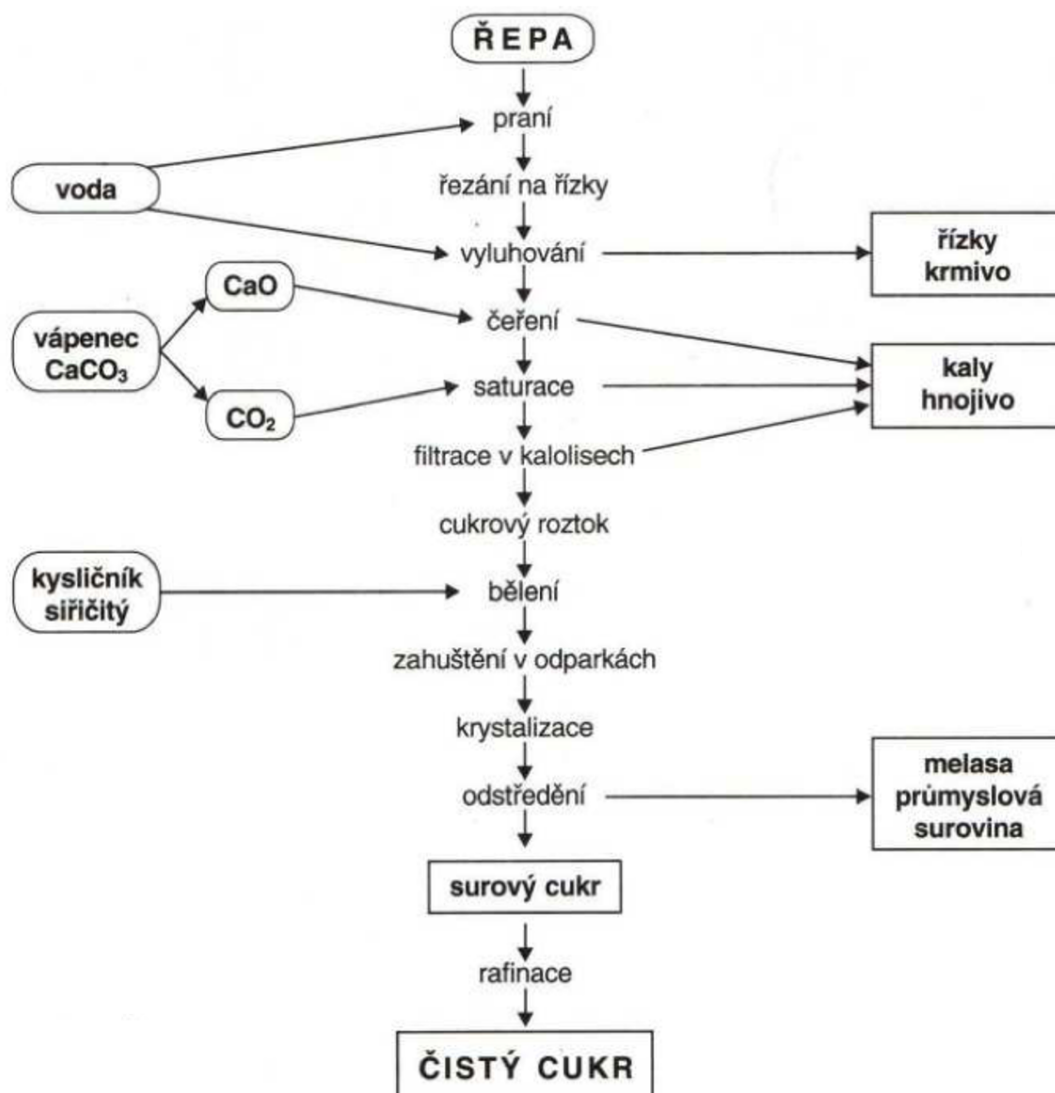 ŘEPA
praní
voda
řezání na řízky
vyluhování
řízky
krmivo
CaO
čeření
vápenec
CaCO₃
kaly
hnojivo
saturace
CO₂
filtrace v kalolisech
cukrový roztok
kysličník
siřičitý
bělení
zahuštění v odparkách
krystalizace
melasa
průmyslová
surovina
odstředění
surový cukr
rafinace
ČISTÝ CUKR